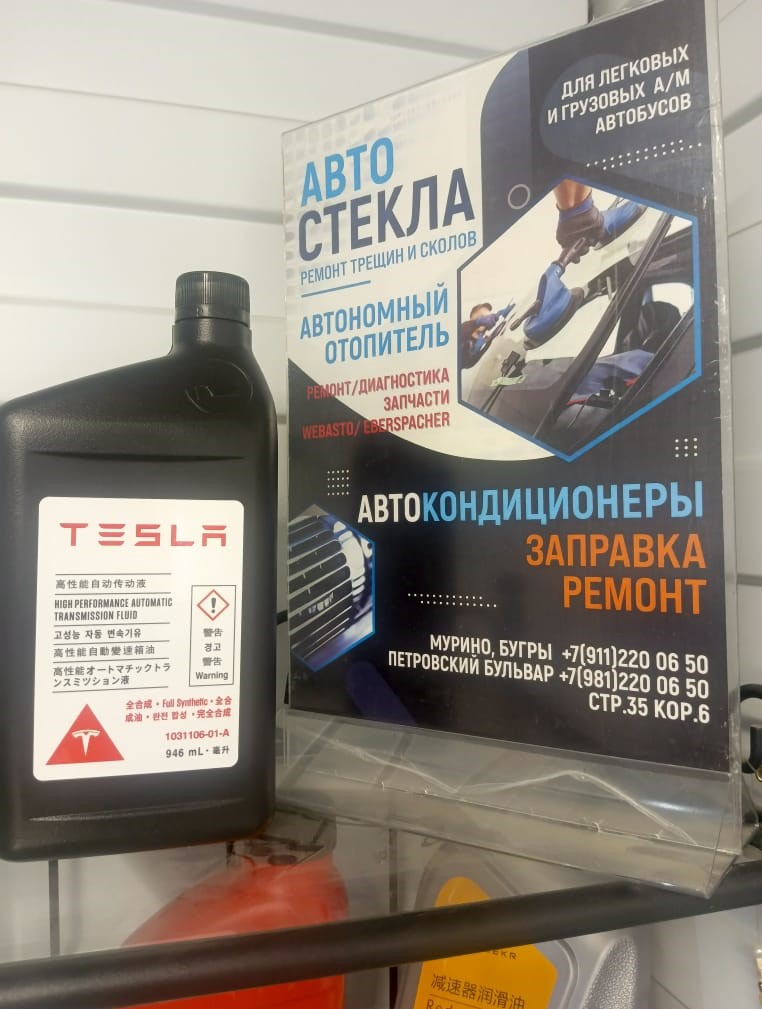 TESLA
高性能自动传动液
HIGH PERFORMANCE AUTOMATIC
TRANSMISSION FLUID
고성능 자동 변속기유
高性能自動變速箱油
高性能オートマチックトラ
ンスミツション液
警告
경고
警告
Warning
全合成・Full Synthetic・全合
成油・완전 합성・完全合成
1031106-01-A
946 mL・毫升
ДЛЯ ЛЕГКОВЫХ
И ГРУЗОВЫХ А/М
АВТОБУСОВ
АВТО
СТЕКЛА
РЕМОНТ ТРЕЩИН И СКОЛОВ
АВТОНОМНЫЙ
ОТОПИТЕЛЬ
РЕМОНТ/ДИАГНОСТИКА
ЗАПЧАСТИ
WEBASTO/ EBERSPACHER
АВТОКОНДИЦИОНЕРЫ
ЗАПРАВКА
РЕМОНТ
МУРИНО, БУГРЫ +7(911)220 06 50
ПЕТРОВСКИЙ БУЛЬВАР +7(981)220 06 50
СТР.35 КОР.6
减速器润滑油